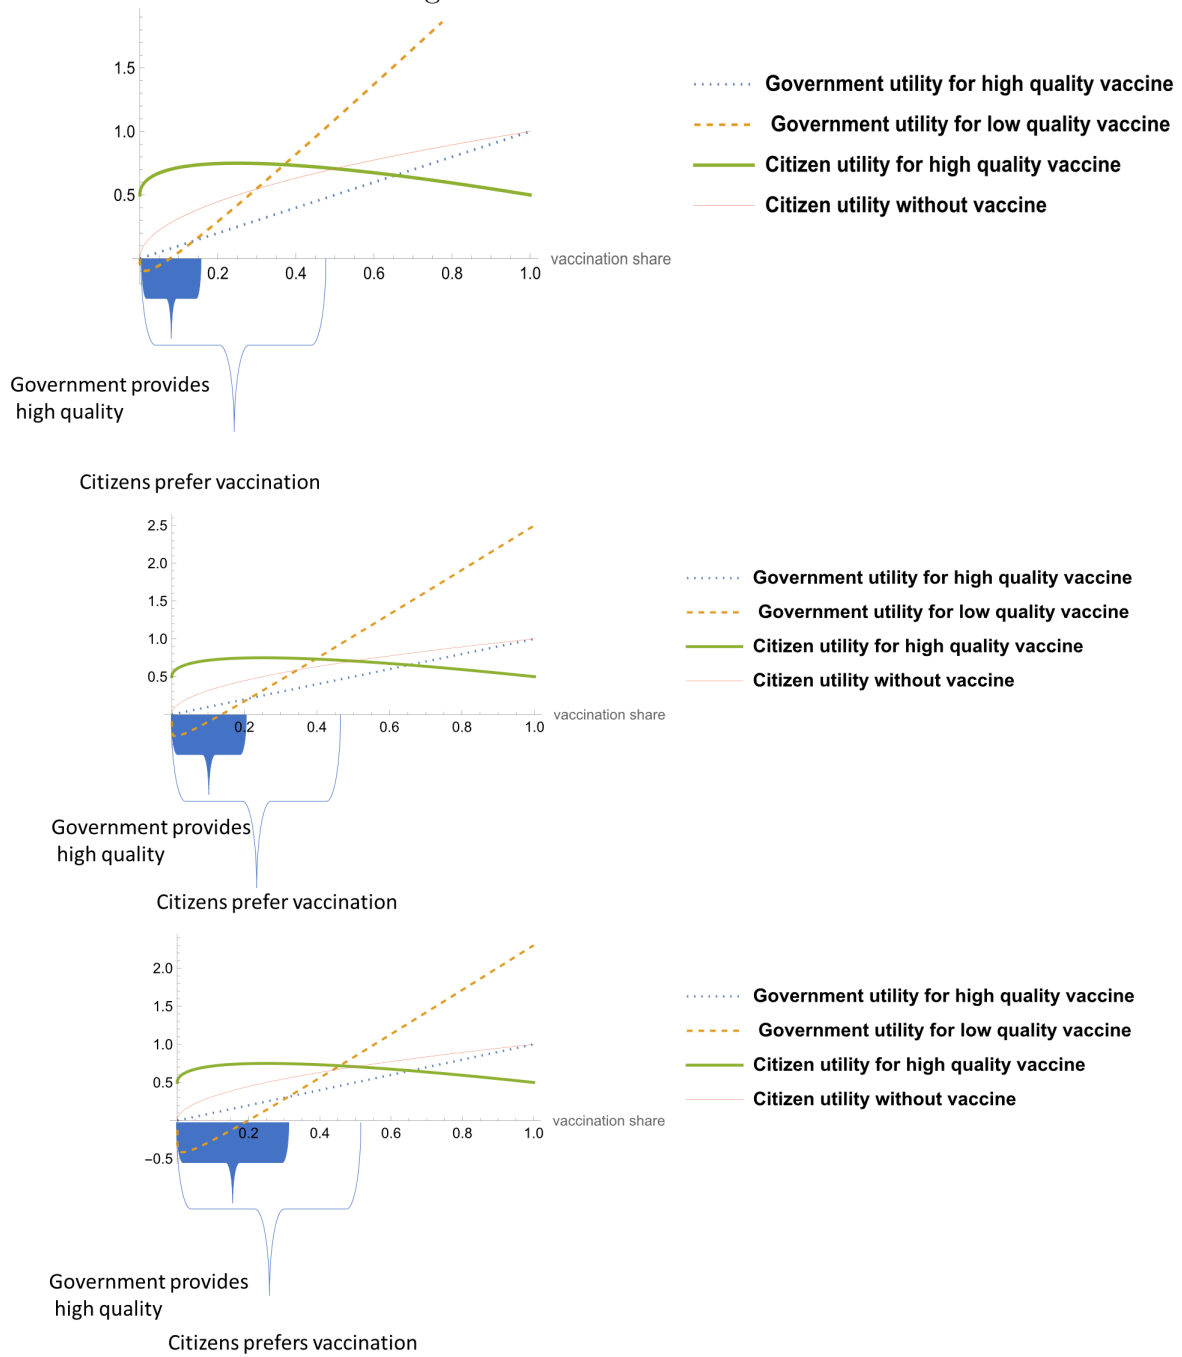 1.5
1.0
0.5
0.2 0.4 0.6 0.8 1.0
vaccination share
Government utility for high quality vaccine
Government utility for low quality vaccine
Citizen utility for high quality vaccine
Citizen utility without vaccine
Government provides
high quality
Citizens prefer vaccination
2.5
2.0
1.5
1.0
0.5
0.2 0.4 0.6 0.8 1.0
vaccination share
Government utility for high quality vaccine
Government utility for low quality vaccine
Citizen utility for high quality vaccine
Citizen utility without vaccine
Government provides
high quality
Citizens prefer vaccination
2.0
1.5
1.0
0.5
−0.5
0.2 0.4 0.6 0.8 1.0
vaccination share
Government utility for high quality vaccine
Government utility for low quality vaccine
Citizen utility for high quality vaccine
Citizen utility without vaccine
Government provides
high quality
Citizens prefers vaccination